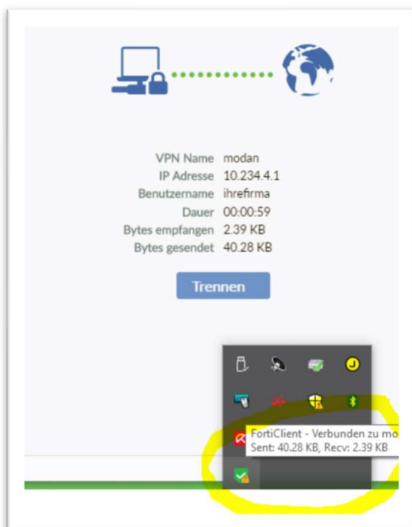 VPN Name modan
IP Adresse 10.234.4.1
Benutzername ihrefirma
Dauer 00:00:59
Bytes empfangen 2.39 KB
Bytes gesendet 40.28 KB
Trennen
FortiClient - Verbunden zu mo
Sent: 40.28 KB, Recv: 2.39 KB